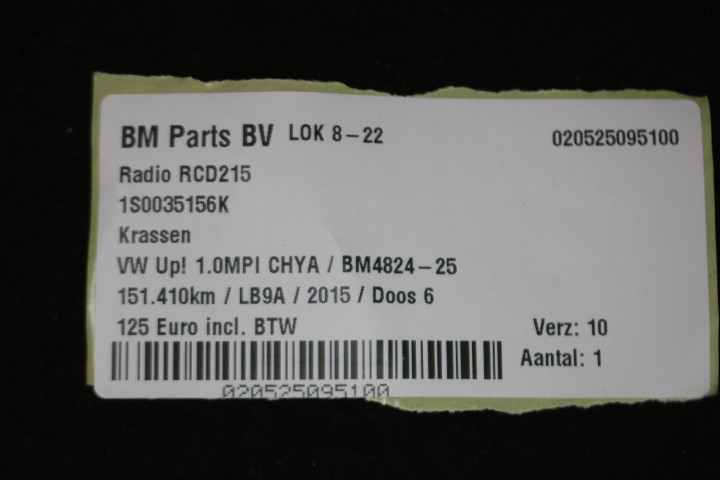 BM Parts BV LOK 8-22 020525095100
Radio RCD215
1S0035156K
Krassen
VW Up! 1.0MPI CHYA / BM4824-25
151.410km / LB9A / 2015 / Doos 6
125 Euro incl. BTW Verz: 10
Aantal: 1
020525095100